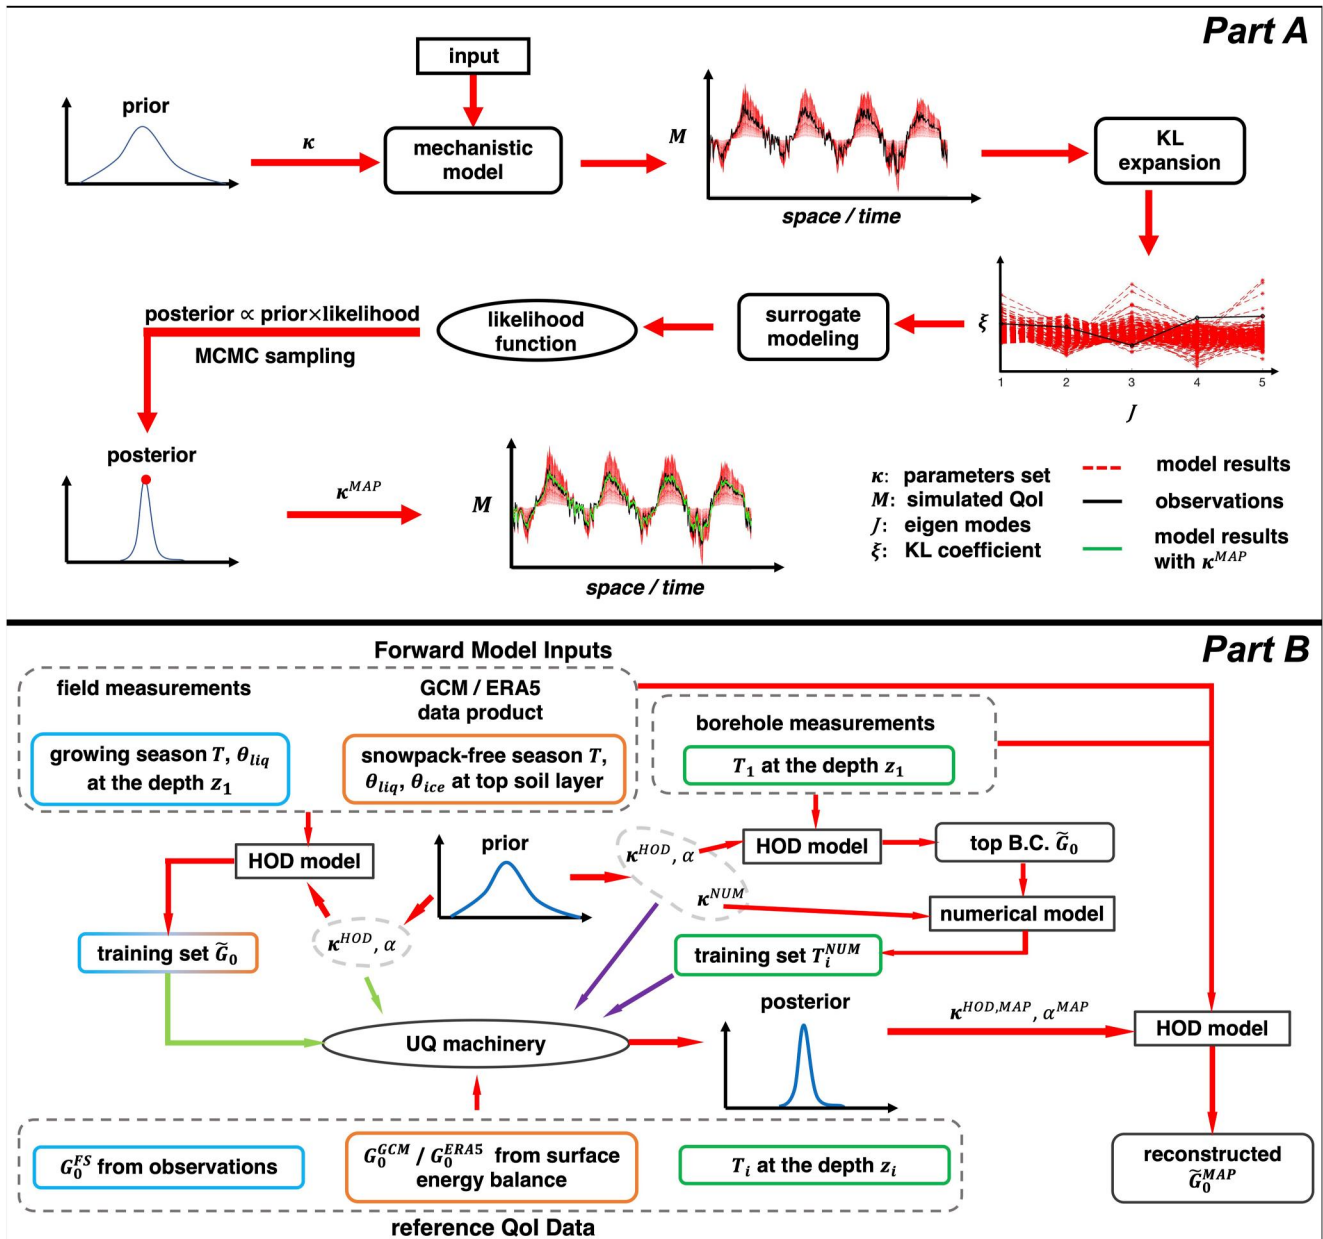 Part A
input
prior
κ
mechanistic
model
M
space / time
KL
expansion
posterior ∝ prior×likelihood
MCMC sampling
likelihood
function
surrogate
modeling
ξ
1 2 3 4 5
J
posterior
κ^{MAP}
M
space / time
κ: parameters set
M: simulated QoI
J: eigen modes
ξ: KL coefficient
model results
observations
model results
with κ^{MAP}
Part B
Forward Model Inputs
field measurements
GCM / ERA5
data product
growing season T, θ_{liq}
at the depth z_1
snowpack-free season T,
θ_{liq}, θ_{ice} at top soil layer
borehole measurements
T_1 at the depth z_1
HOD model
prior
κ^{HOD}, α
κ^{NUM}
HOD model
top B.C. G̃_0
numerical model
κ^{HOD}, α
training set G̃_0
training set T_i^{NUM}
UQ machinery
posterior
κ^{HOD,MAP}, α^{MAP}
HOD model
G_0^{FS} from observations
G_0^{GCM} / G_0^{ERA5} from surface
energy balance
T_i at the depth z_i
reconstructed
G̃_0^{MAP}
reference QoI Data